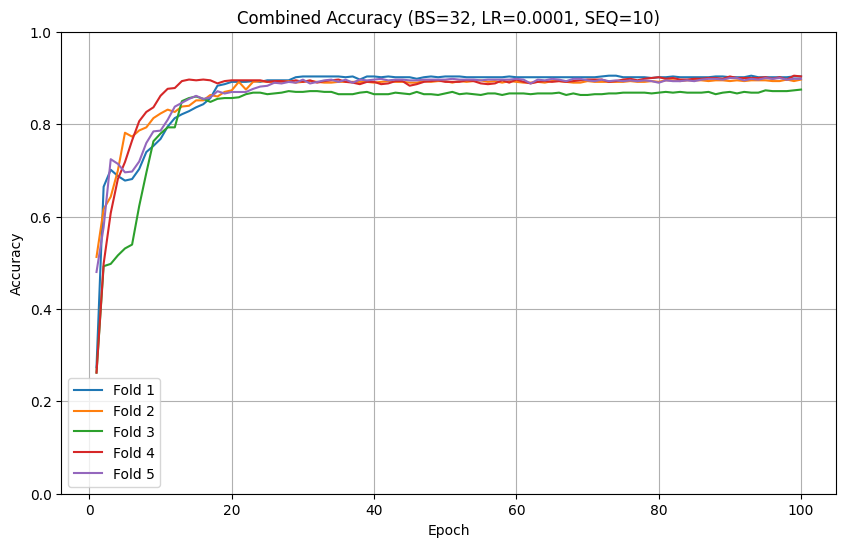 Combined Accuracy (BS=32, LR=0.0001, SEQ=10)
1.0
0.8
0.6
0.4
0.2
0.0
Accuracy
Fold 1
Fold 2
Fold 3
Fold 4
Fold 5
0 20 40 60 80 100
Epoch